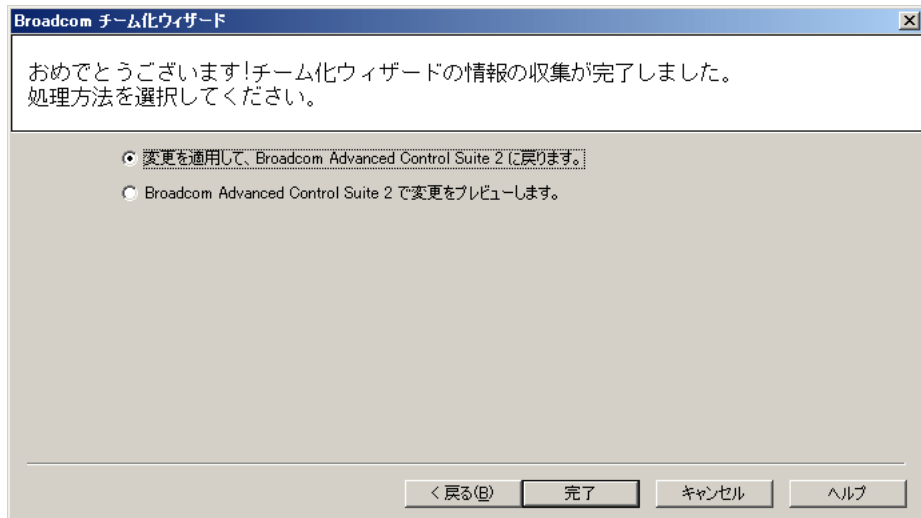 Broadcom チーム化ウィザード
おめでとうございます!チーム化ウィザードの情報の収集が完了しました。
処理方法を選択してください。
変更を適用して、Broadcom Advanced Control Suite 2 に戻ります。
Broadcom Advanced Control Suite 2 で変更をプレビューします。
< 戻る(B)
完了
キャンセル
ヘルプ